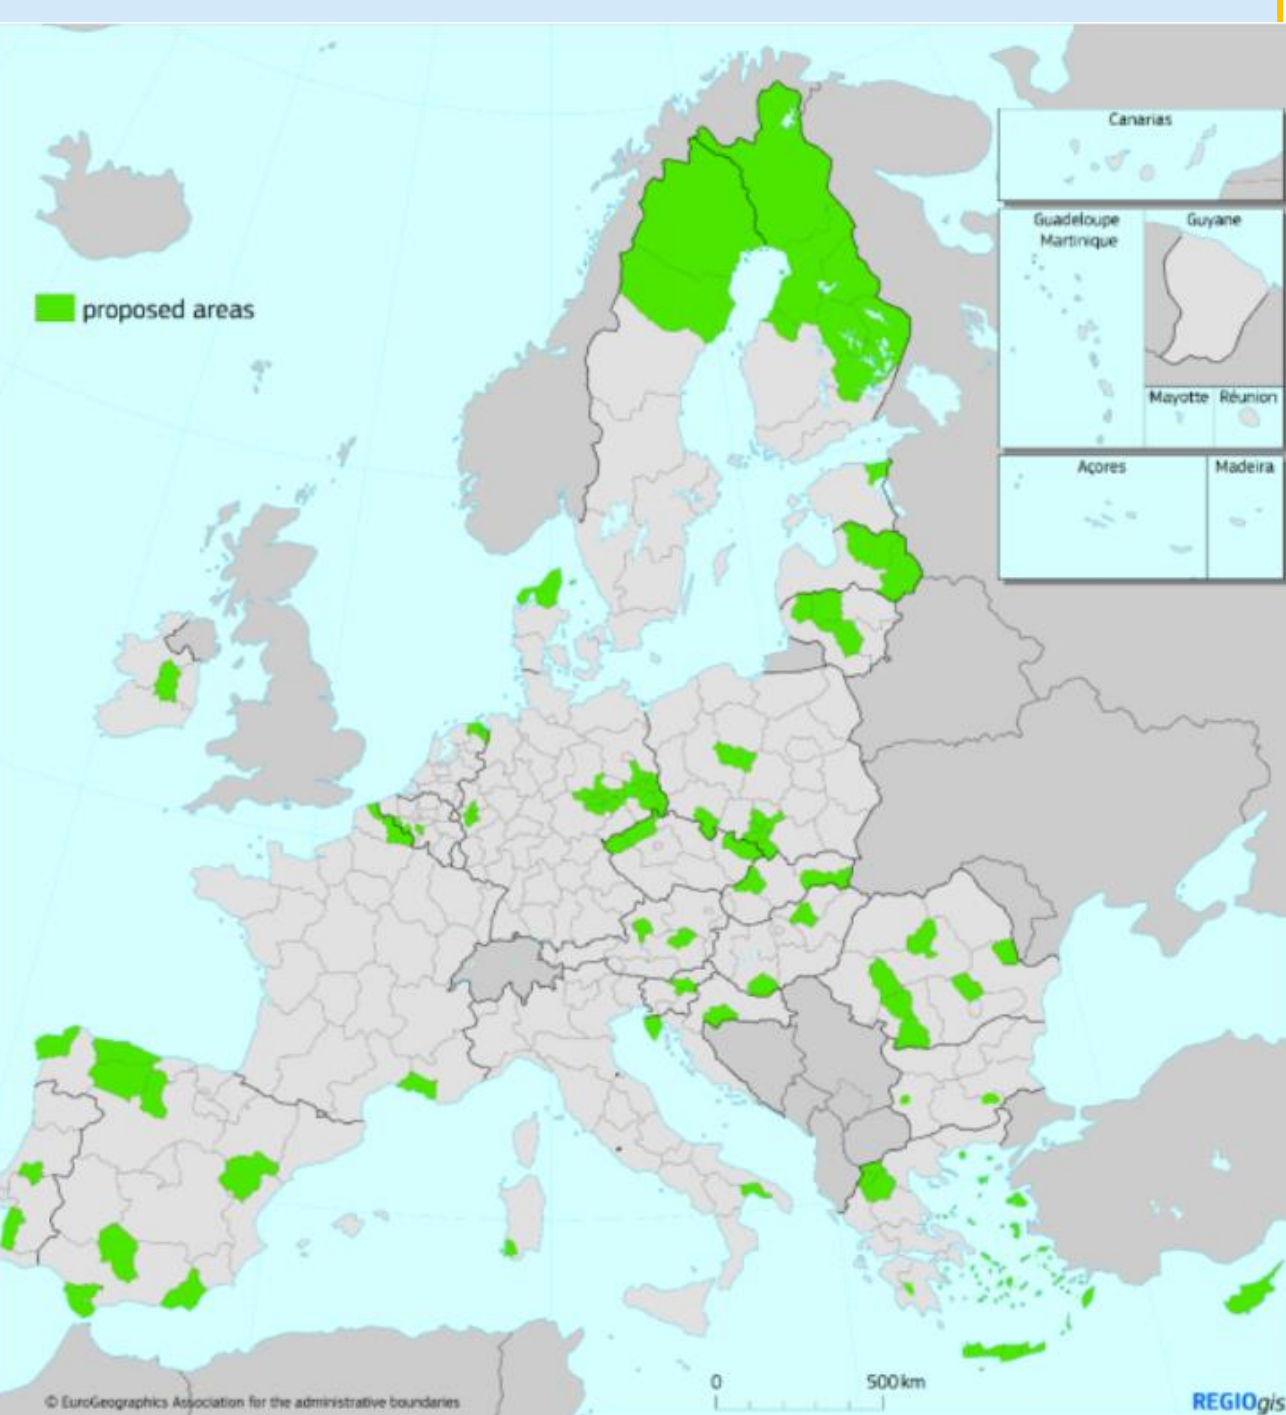 Canarias
Guadeloupe
Martinique
Guyane
proposed areas
Mayotte
Réunion
Açores
Madeira
0
500km
© EuroGeographics Association for the administrative boundaries
REGIOgis